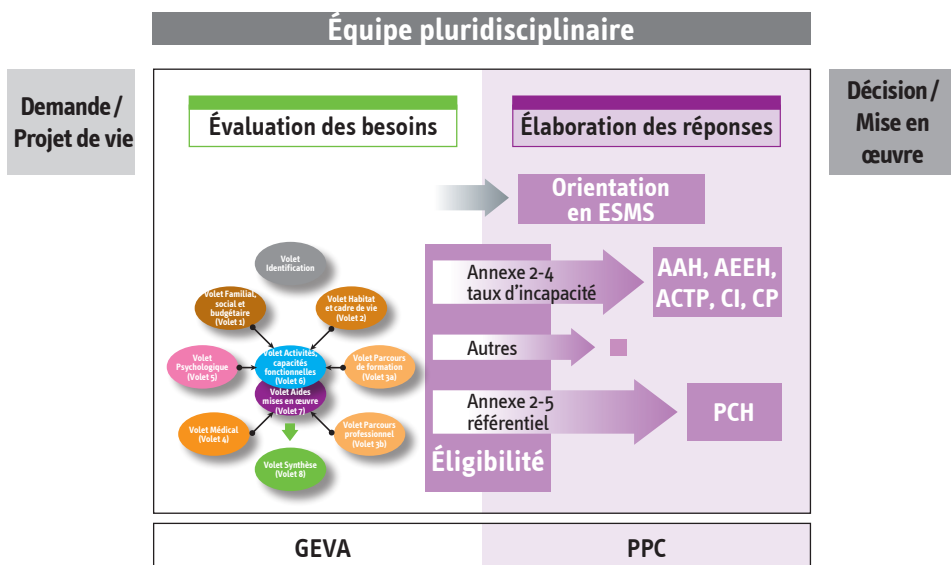 Équipe pluridisciplinaire
Demande /
Projet de vie
Évaluation des besoins
Élaboration des réponses
Décision /
Mise en
œuvre
Orientation
en ESMS
Volet
Identification
Volet Familial,
social et
budgétaire
(Volet 1)
Volet Habitat
et cadre de vie
(Volet 2)
Volet
Psychologique
(Volet 5)
Volet Activités,
capacités
fonctionnelles
(Volet 6)
Volet Parcours
de formation
(Volet 3a)
Volet Aides
mises en œuvre
(Volet 7)
Volet Médical
(Volet 4)
Volet Parcours
professionnel
(Volet 3b)
Volet Synthèse
(Volet 8)
Annexe 2-4
taux d’incapacité
AAH, AEEH,
ACTP, CI, CP
Autres
Annexe 2-5
référentiel
PCH
Éligibilité
GEVA
PPC